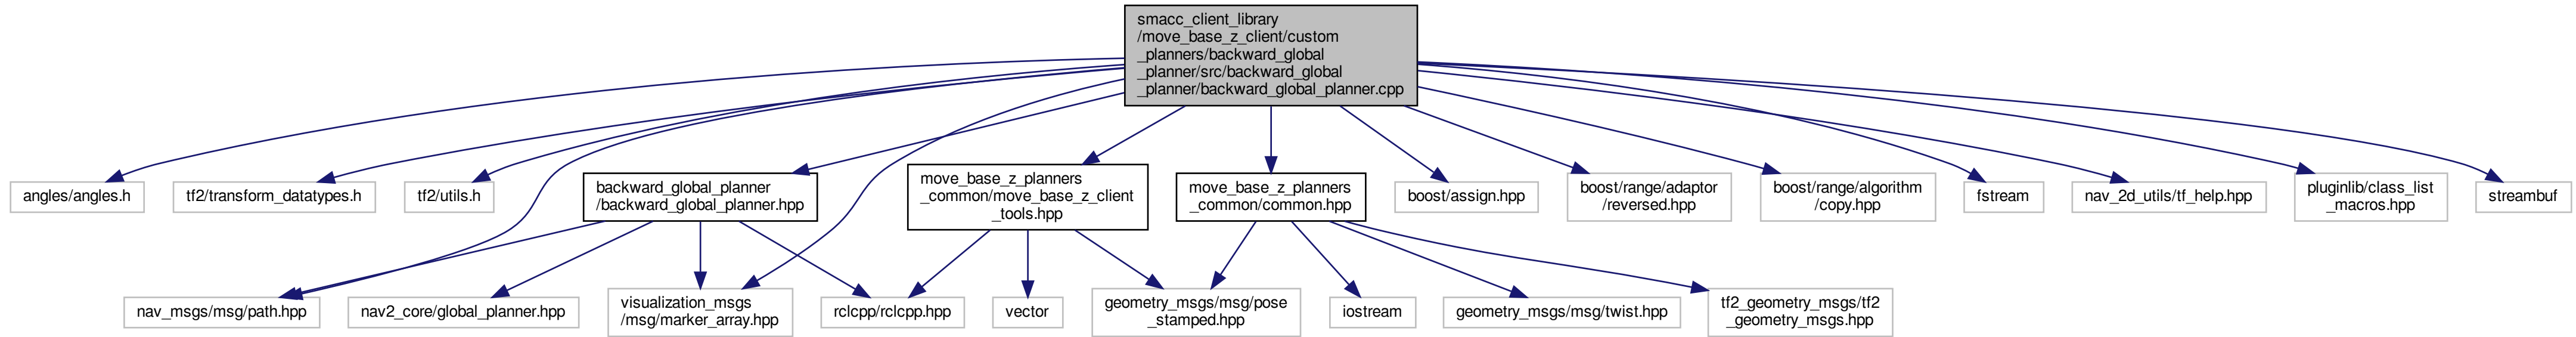 smacc_client_library
/move_base_z_client/custom
_planners/backward_global
_planner/src/backward_global
_planner/backward_global_planner.cpp
angles/angles.h
tf2/transform_datatypes.h
tf2/utils.h
backward_global_planner
/backward_global_planner.hpp
move_base_z_planners
_common/move_base_z_client
_tools.hpp
move_base_z_planners
_common/common.hpp
boost/assign.hpp
boost/range/adaptor
/reversed.hpp
boost/range/algorithm
/copy.hpp
fstream
nav_2d_utils/tf_help.hpp
pluginlib/class_list
_macros.hpp
streambuf
nav_msgs/msg/path.hpp
nav2_core/global_planner.hpp
visualization_msgs
/msg/marker_array.hpp
rclcpp/rclcpp.hpp
vector
geometry_msgs/msg/pose
_stamped.hpp
iostream
geometry_msgs/msg/twist.hpp
tf2_geometry_msgs/tf2
_geometry_msgs.hpp